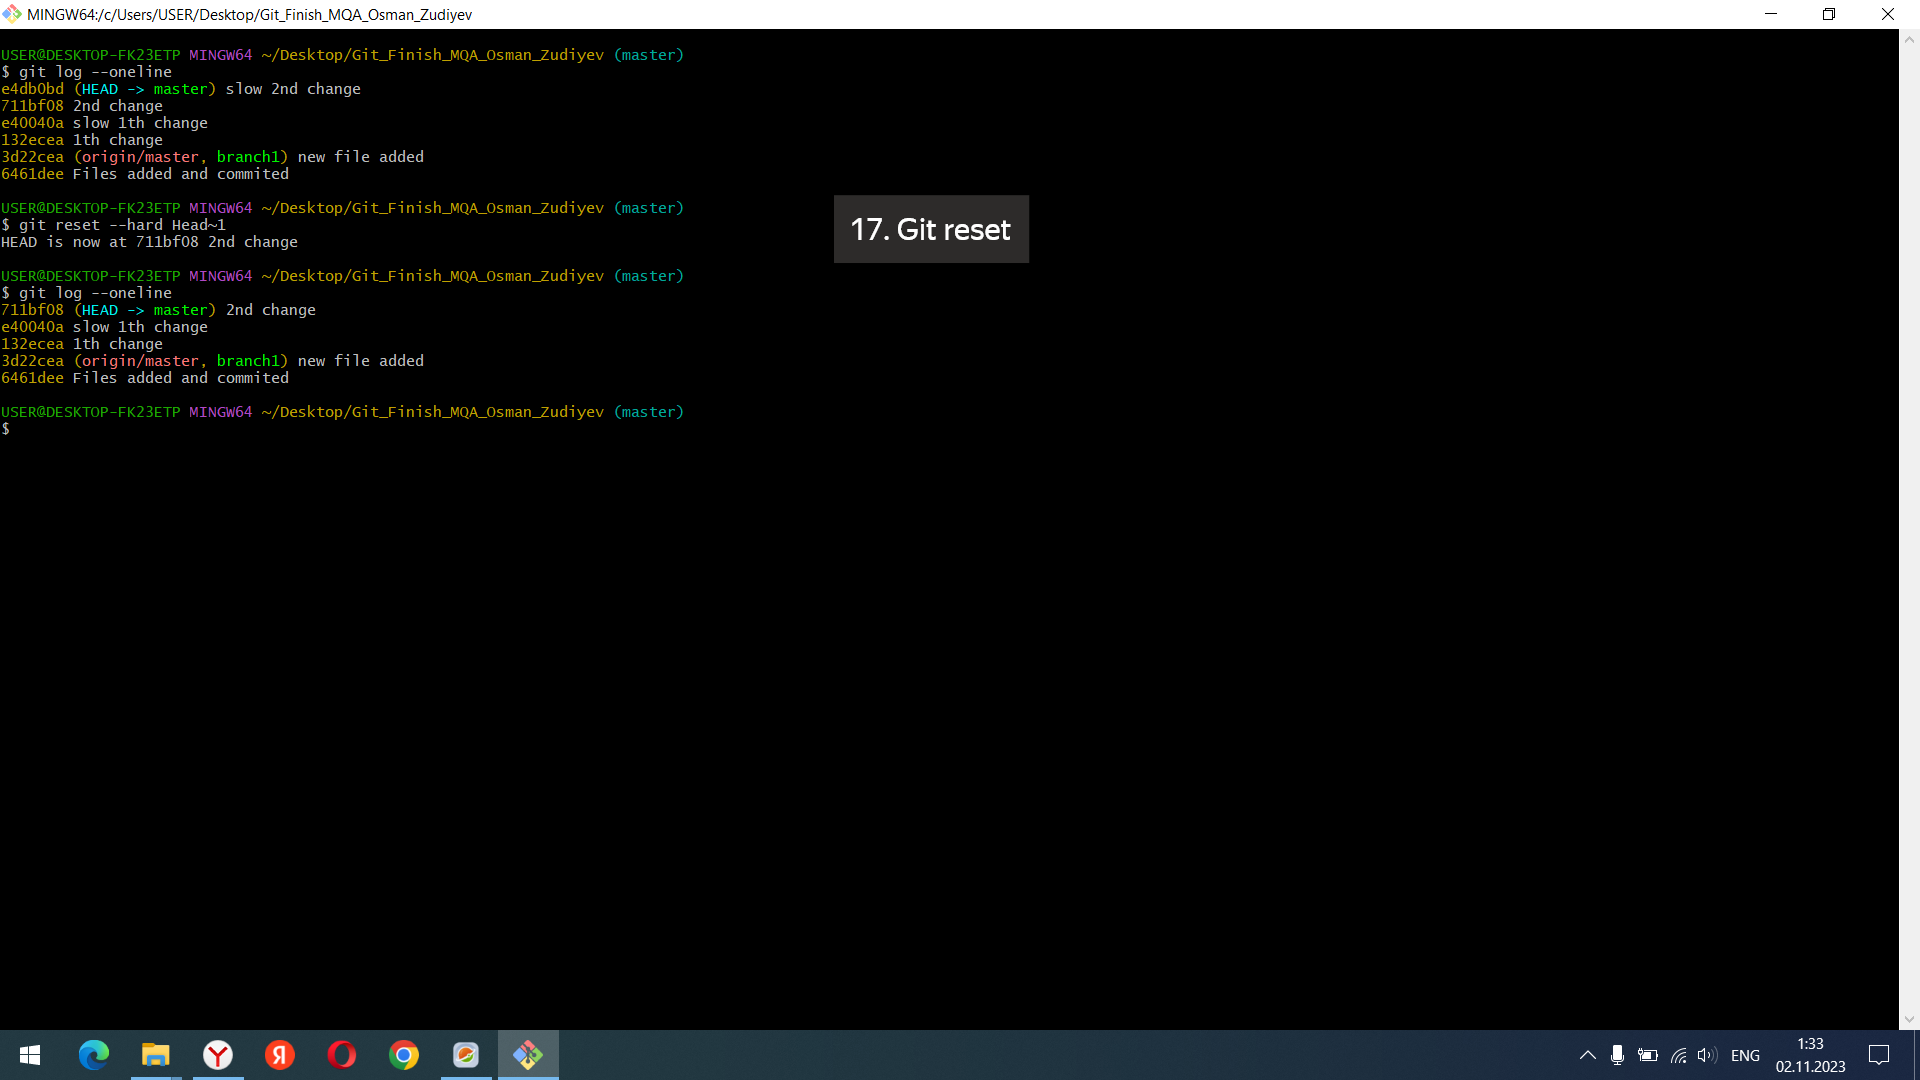 MINGW64:/c/Users/USER/Desktop/Git_Finish_MQA_Osman_Zudiyev
USER@DESKTOP-FK23ETP MINGW64 ~/Desktop/Git_Finish_MQA_Osman_Zudiyev (master)
$ git log --oneline
e4db0bd (HEAD -> master) slow 2nd change
711bf08 2nd change
e40040a slow 1th change
132ecea 1th change
3d22cea (origin/master, branch1) new file added
6461dee Files added and commited
USER@DESKTOP-FK23ETP MINGW64 ~/Desktop/Git_Finish_MQA_Osman_Zudiyev (master)
$ git reset --hard Head~1
HEAD is now at 711bf08 2nd change
17. Git reset
USER@DESKTOP-FK23ETP MINGW64 ~/Desktop/Git_Finish_MQA_Osman_Zudiyev (master)
$ git log --oneline
711bf08 (HEAD -> master) 2nd change
e40040a slow 1th change
132ecea 1th change
3d22cea (origin/master, branch1) new file added
6461dee Files added and commited
USER@DESKTOP-FK23ETP MINGW64 ~/Desktop/Git_Finish_MQA_Osman_Zudiyev (master)
$
ENG
1:33
02.11.2023